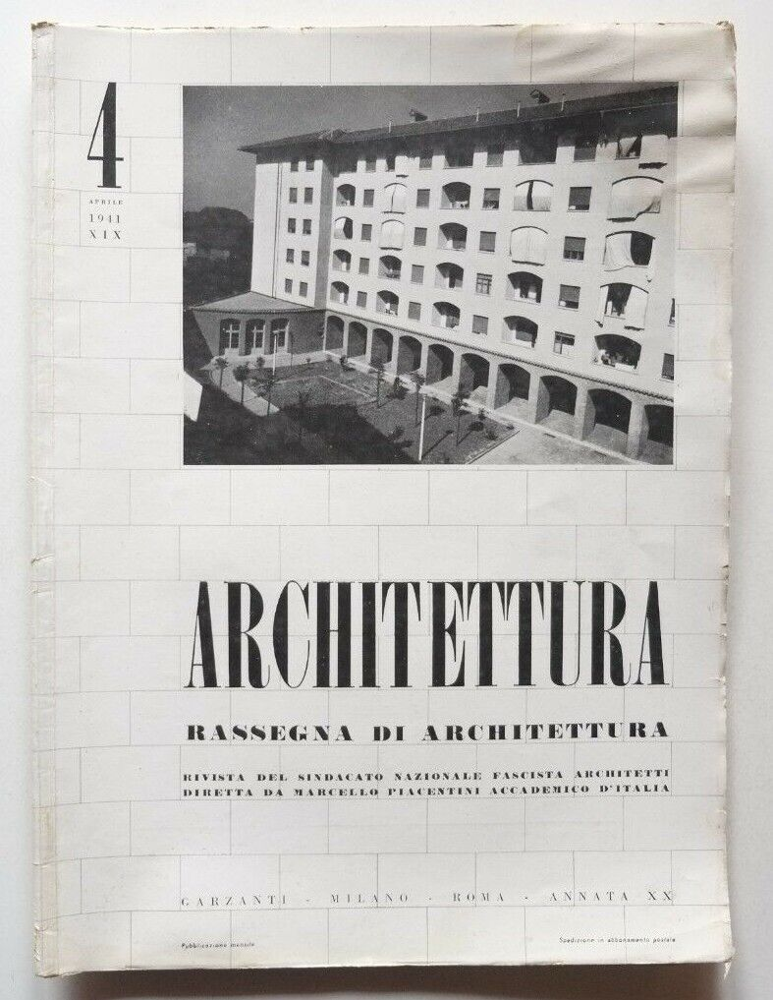 4
APRILE
1941
XIX
ARCHITETTURA
RASSEGNA DI ARCHITETTURA
RIVISTA DEL SINDACATO NAZIONALE FASCISTA ARCHITETTI
DIRETTA DA MARCELLO PIACENTINI ACCADEMICO D'ITALIA
GARZANTI - MILANO - ROMA - ANNATA XX
Pubblicazione mensile
Spedizione in abbonamento postale